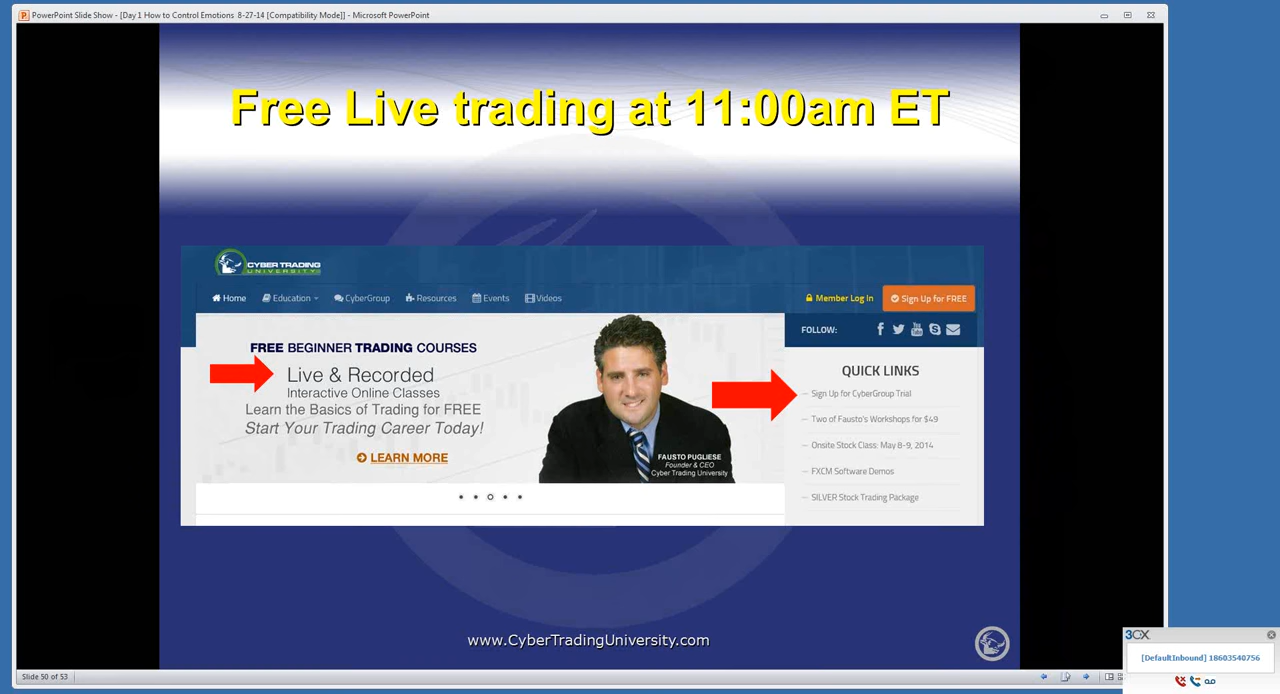 PowerPoint Slide Show - [Day 1 How to Control Emotions 8-27-14 [Compatibility Mode]] - Microsoft PowerPoint
Free Live trading at 11:00am ET
CYBER TRADING
UNIVERSITY
Home
Education
CyberGroup
Resources
Events
Videos
Member Log In
Sign Up for FREE
FOLLOW:
FREE BEGINNER TRADING COURSES
Live & Recorded
Interactive Online Classes
Learn the Basics of Trading for FREE
Start Your Trading Career Today!
LEARN MORE
FAUSTO PUGLIESE
Founder & CEO
Cyber Trading University
QUICK LINKS
Sign Up for CyberGroup Trial
Two of Fausto's Workshops for $49
Onsite Stock Class: May 8-9, 2014
FXCM Software Demos
SILVER Stock Trading Package
www.CyberTradingUniversity.com
Slide 50 of 53
3CX
[DefaultInbound] 18603540756